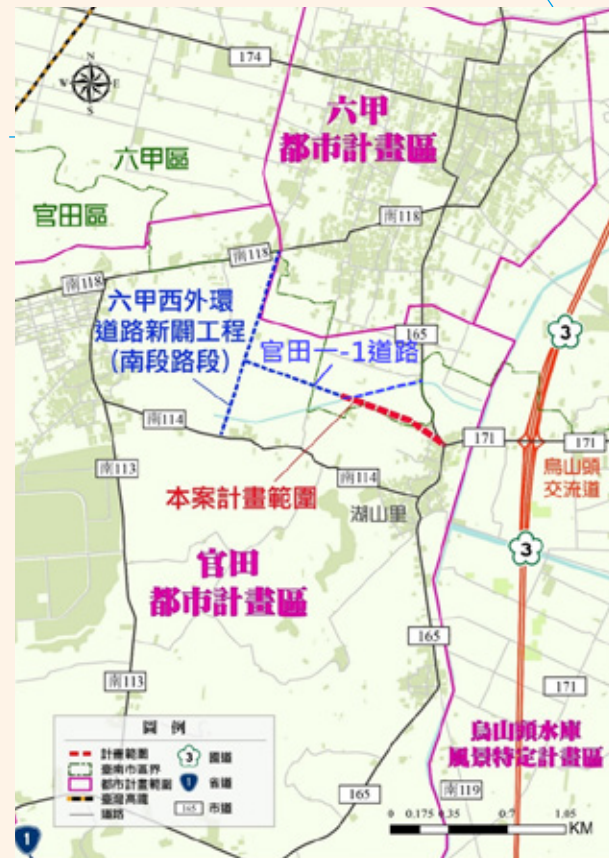 N
W
E
S
174
六甲
都市計畫區
六甲區
官田區
南118
南118
南118
六甲西外環
道路新闢工程
(南段路段)
官田一-1道路
165
3
南114
171
171
烏山頭
交流道
南113
本案計畫範圍
南114
湖山里
3
官田
都市計畫區
165
171
南113
烏山頭水庫
風景特定計畫區
圖 例
計畫範圍
臺南市區界
都市計畫範圍
臺灣高鐵
道路
3
國道
1
省道
165
市道
165
南119
0 0.175 0.35 0.7 1.05
KM
1